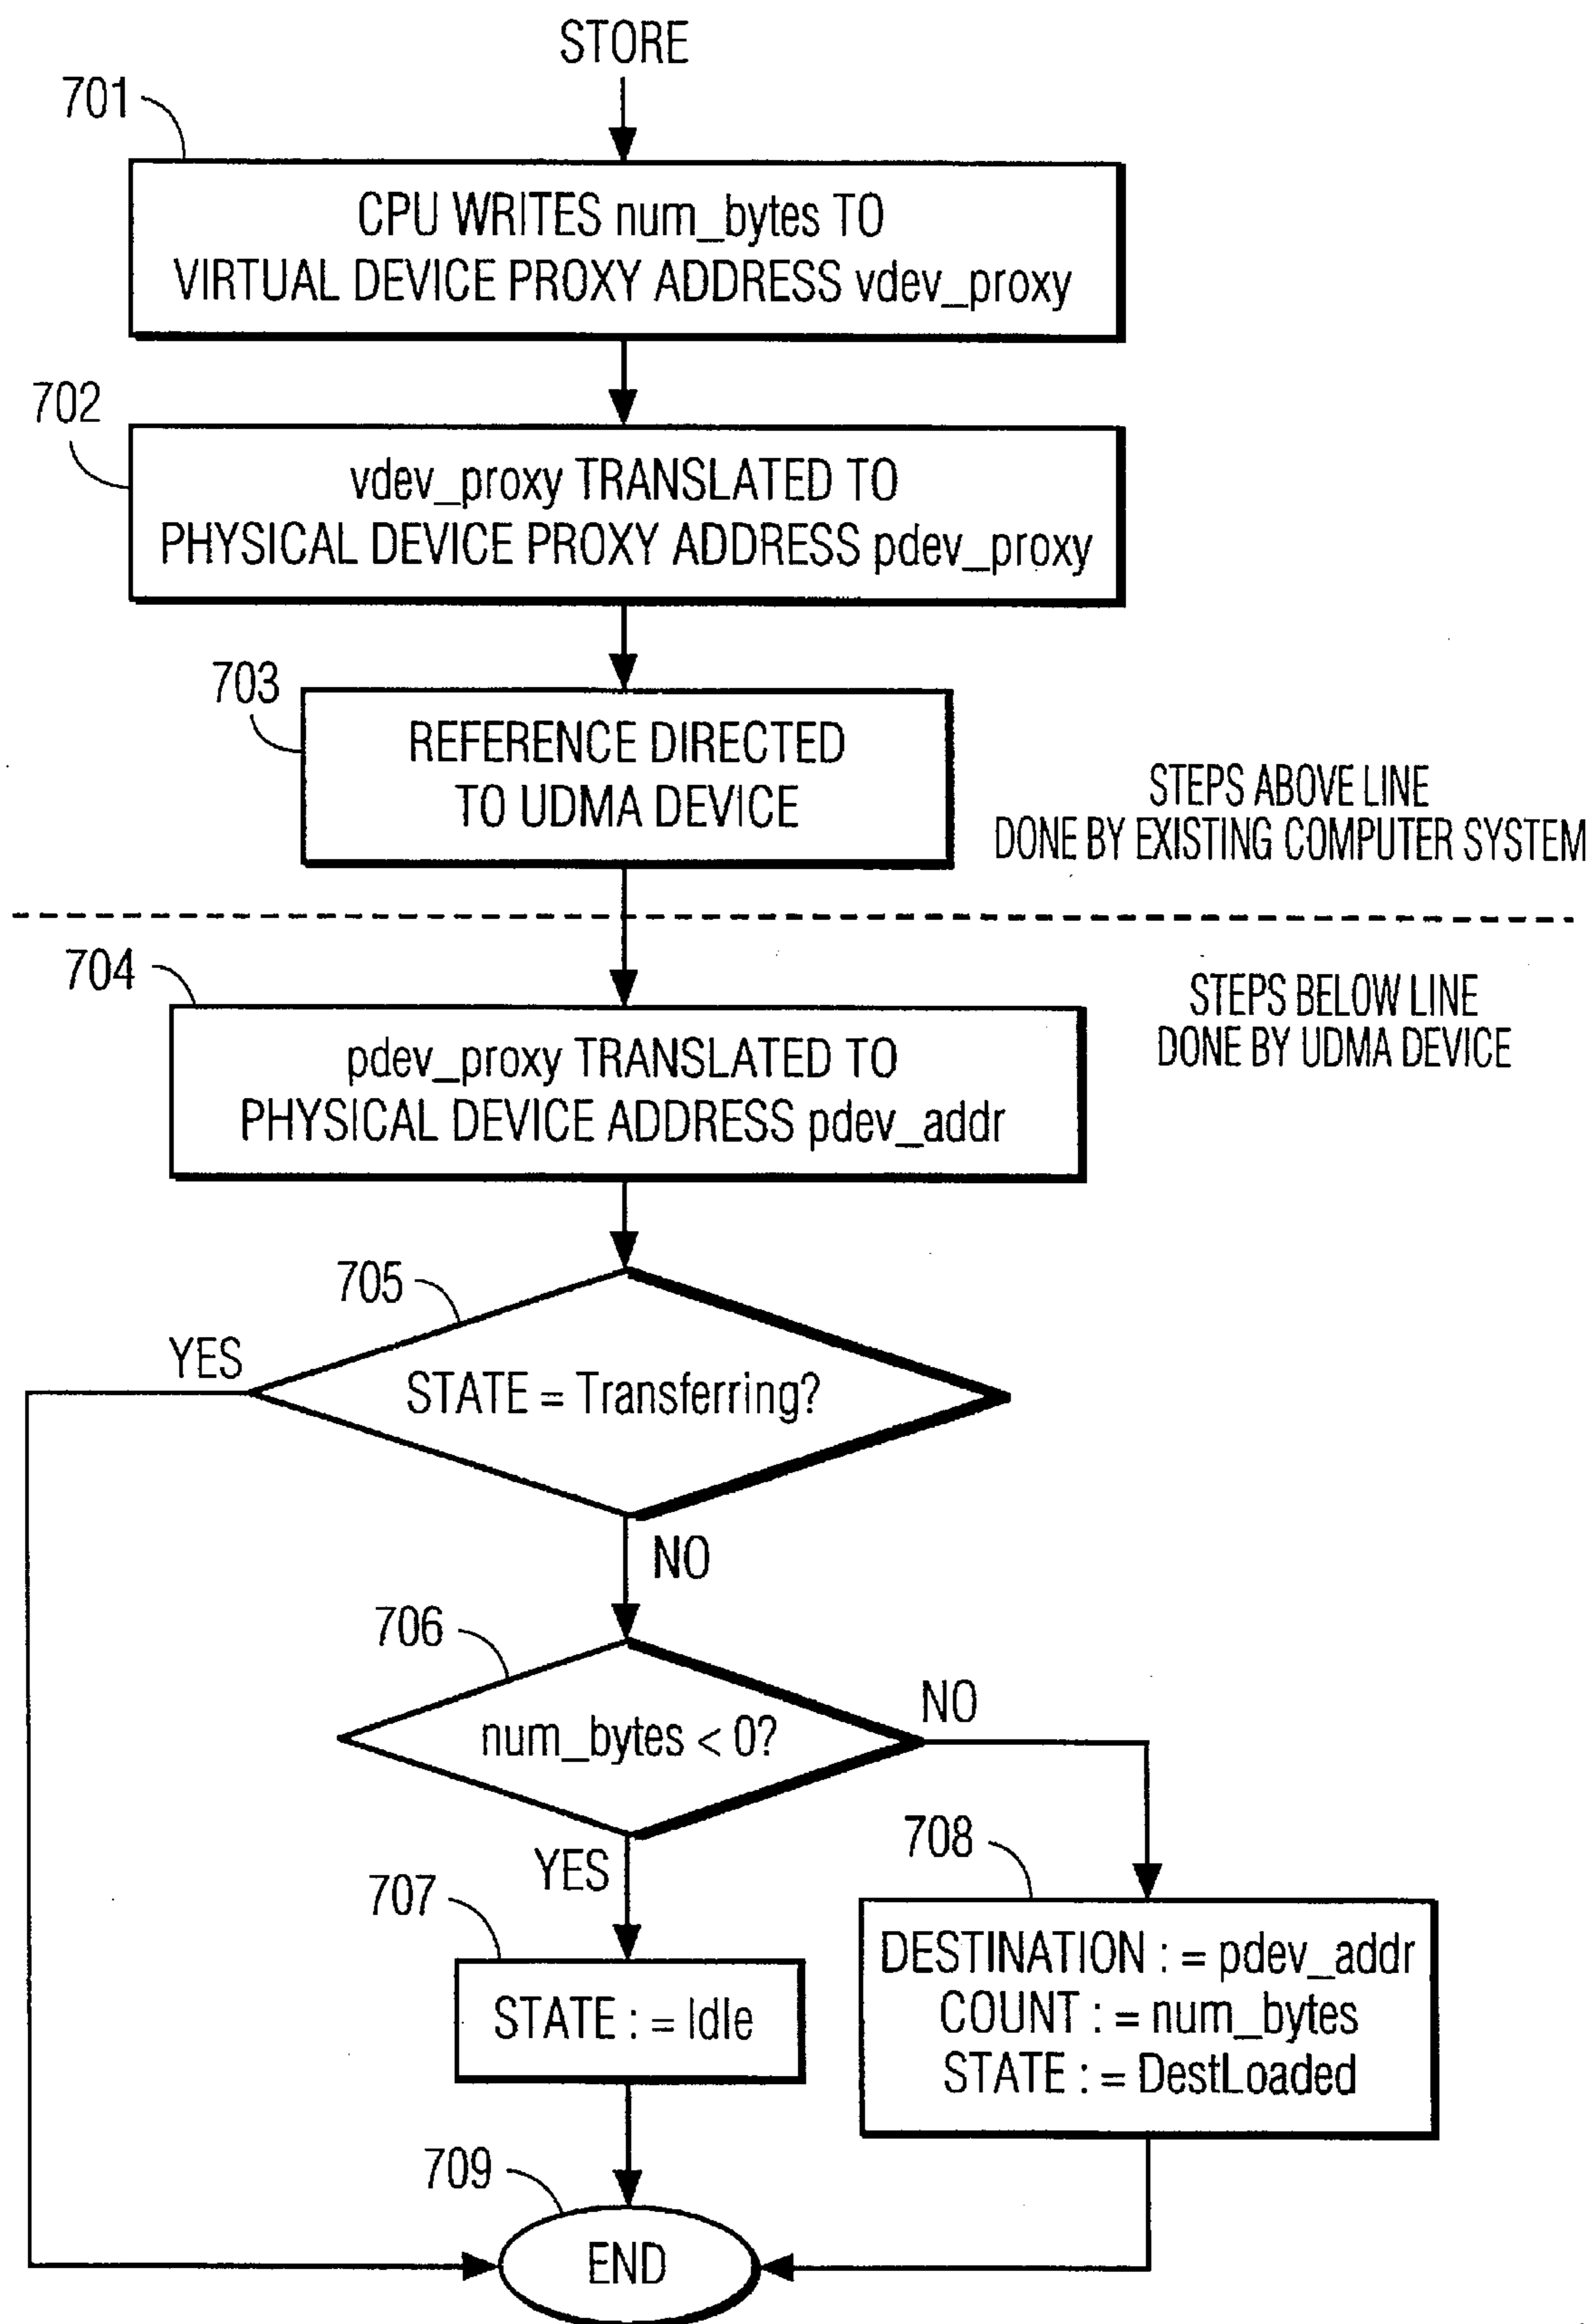 STORE
701
CPU WRITES num_bytes TO
VIRTUAL DEVICE PROXY ADDRESS vdev_proxy
702
vdev_proxy TRANSLATED TO
PHYSICAL DEVICE PROXY ADDRESS pdev_proxy
703
REFERENCE DIRECTED
TO UDMA DEVICE
STEPS ABOVE LINE
DONE BY EXISTING COMPUTER SYSTEM
704
STEPS BELOW LINE
DONE BY UDMA DEVICE
pdev_proxy TRANSLATED TO
PHYSICAL DEVICE ADDRESS pdev_addr
705
YES
STATE = Transferring?
NO
706
num_bytes < 0?
NO
YES
707
STATE : = Idle
708
DESTINATION : = pdev_addr
COUNT : = num_bytes
STATE : = DestLoaded
709
END